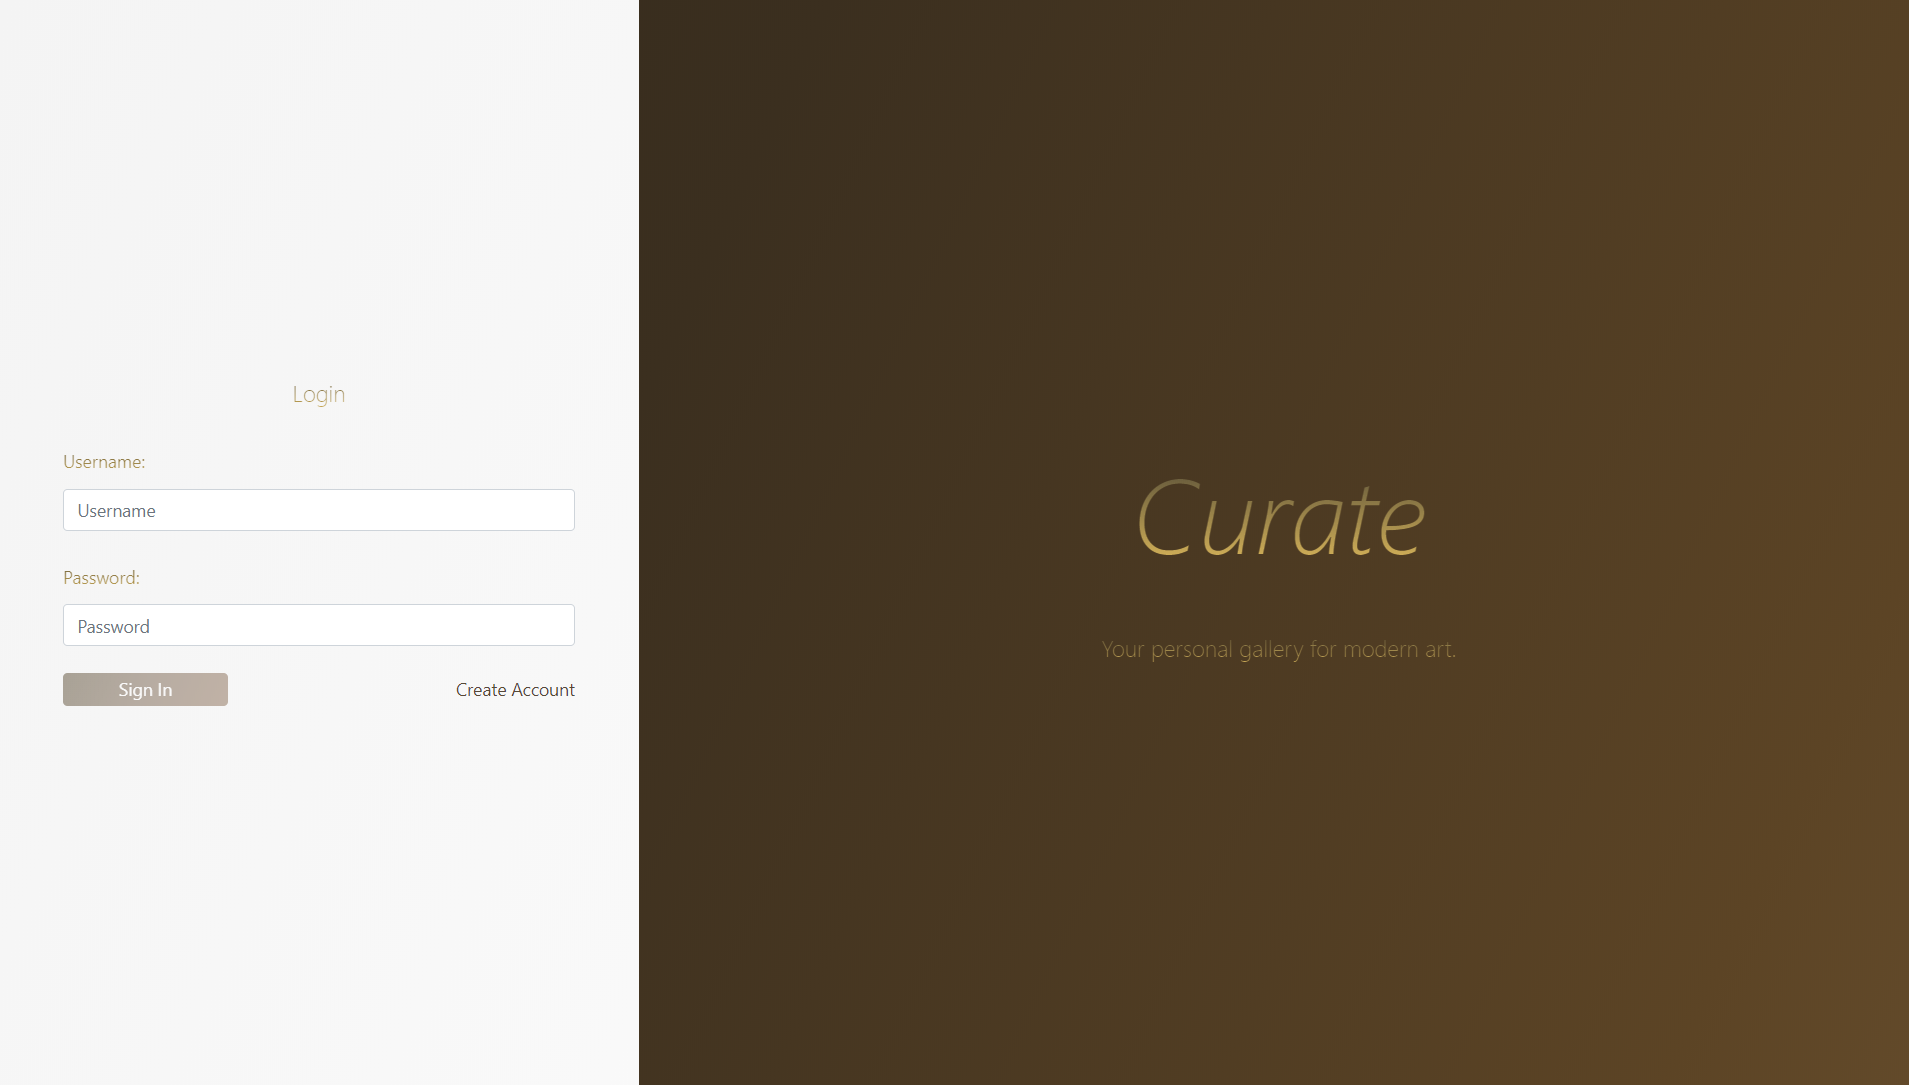 Login
Username:
Username
Password:
Password
Sign In
Create Account
Curate
Your personal gallery for modern art.